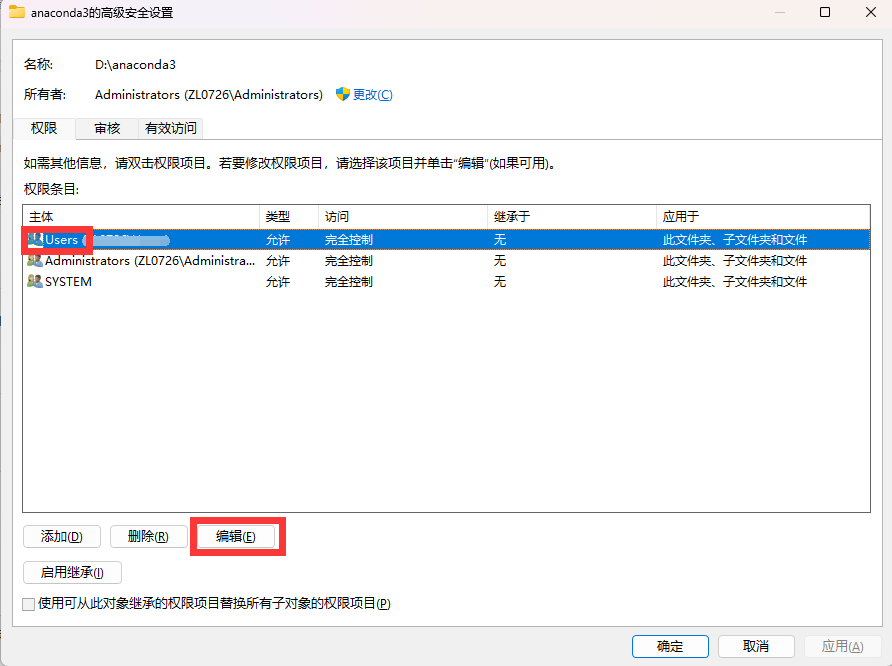 anaconda3的高级安全设置
名称: D:\anaconda3
所有者: Administrators (ZL0726\Administrators) 更改(C)
权限 审核 有效访问
如需其他信息，请双击权限项目。若要修改权限项目，请选择该项目并单击“编辑”(如果可用)。
权限条目:
主体 类型 访问 继承于 应用于
Users 允许 完全控制 无 此文件夹、子文件夹和文件
Administrators (ZL0726\Administra... 允许 完全控制 无 此文件夹、子文件夹和文件
SYSTEM 允许 完全控制 无 此文件夹、子文件夹和文件
添加(D) 删除(R) 编辑(E)
启用继承(I)
使用可从此对象继承的权限项目替换所有子对象的权限项目(P)
确定 取消 应用(A)